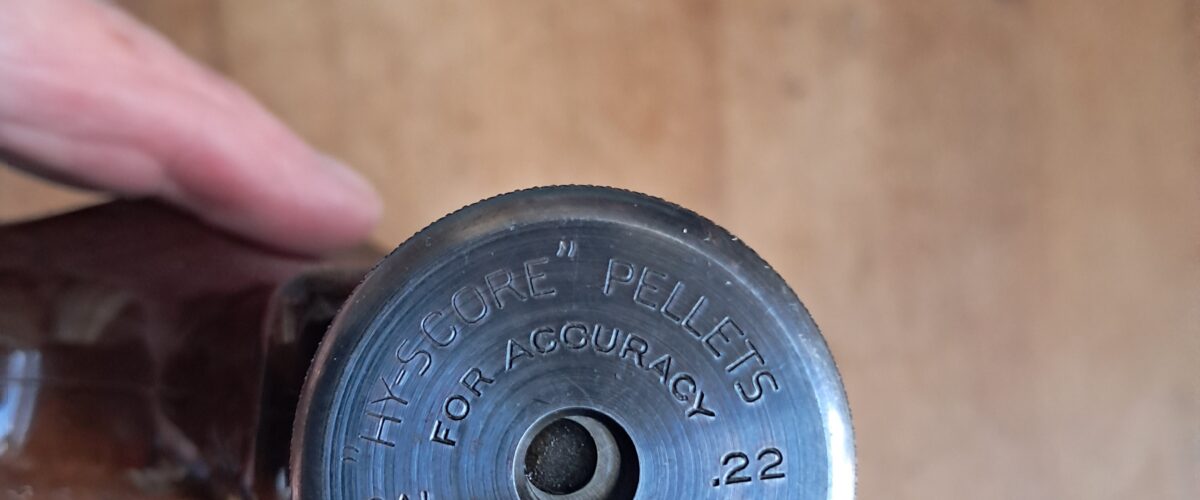 "HY-SCORE" PELLETS
FOR ACCURACY
.22